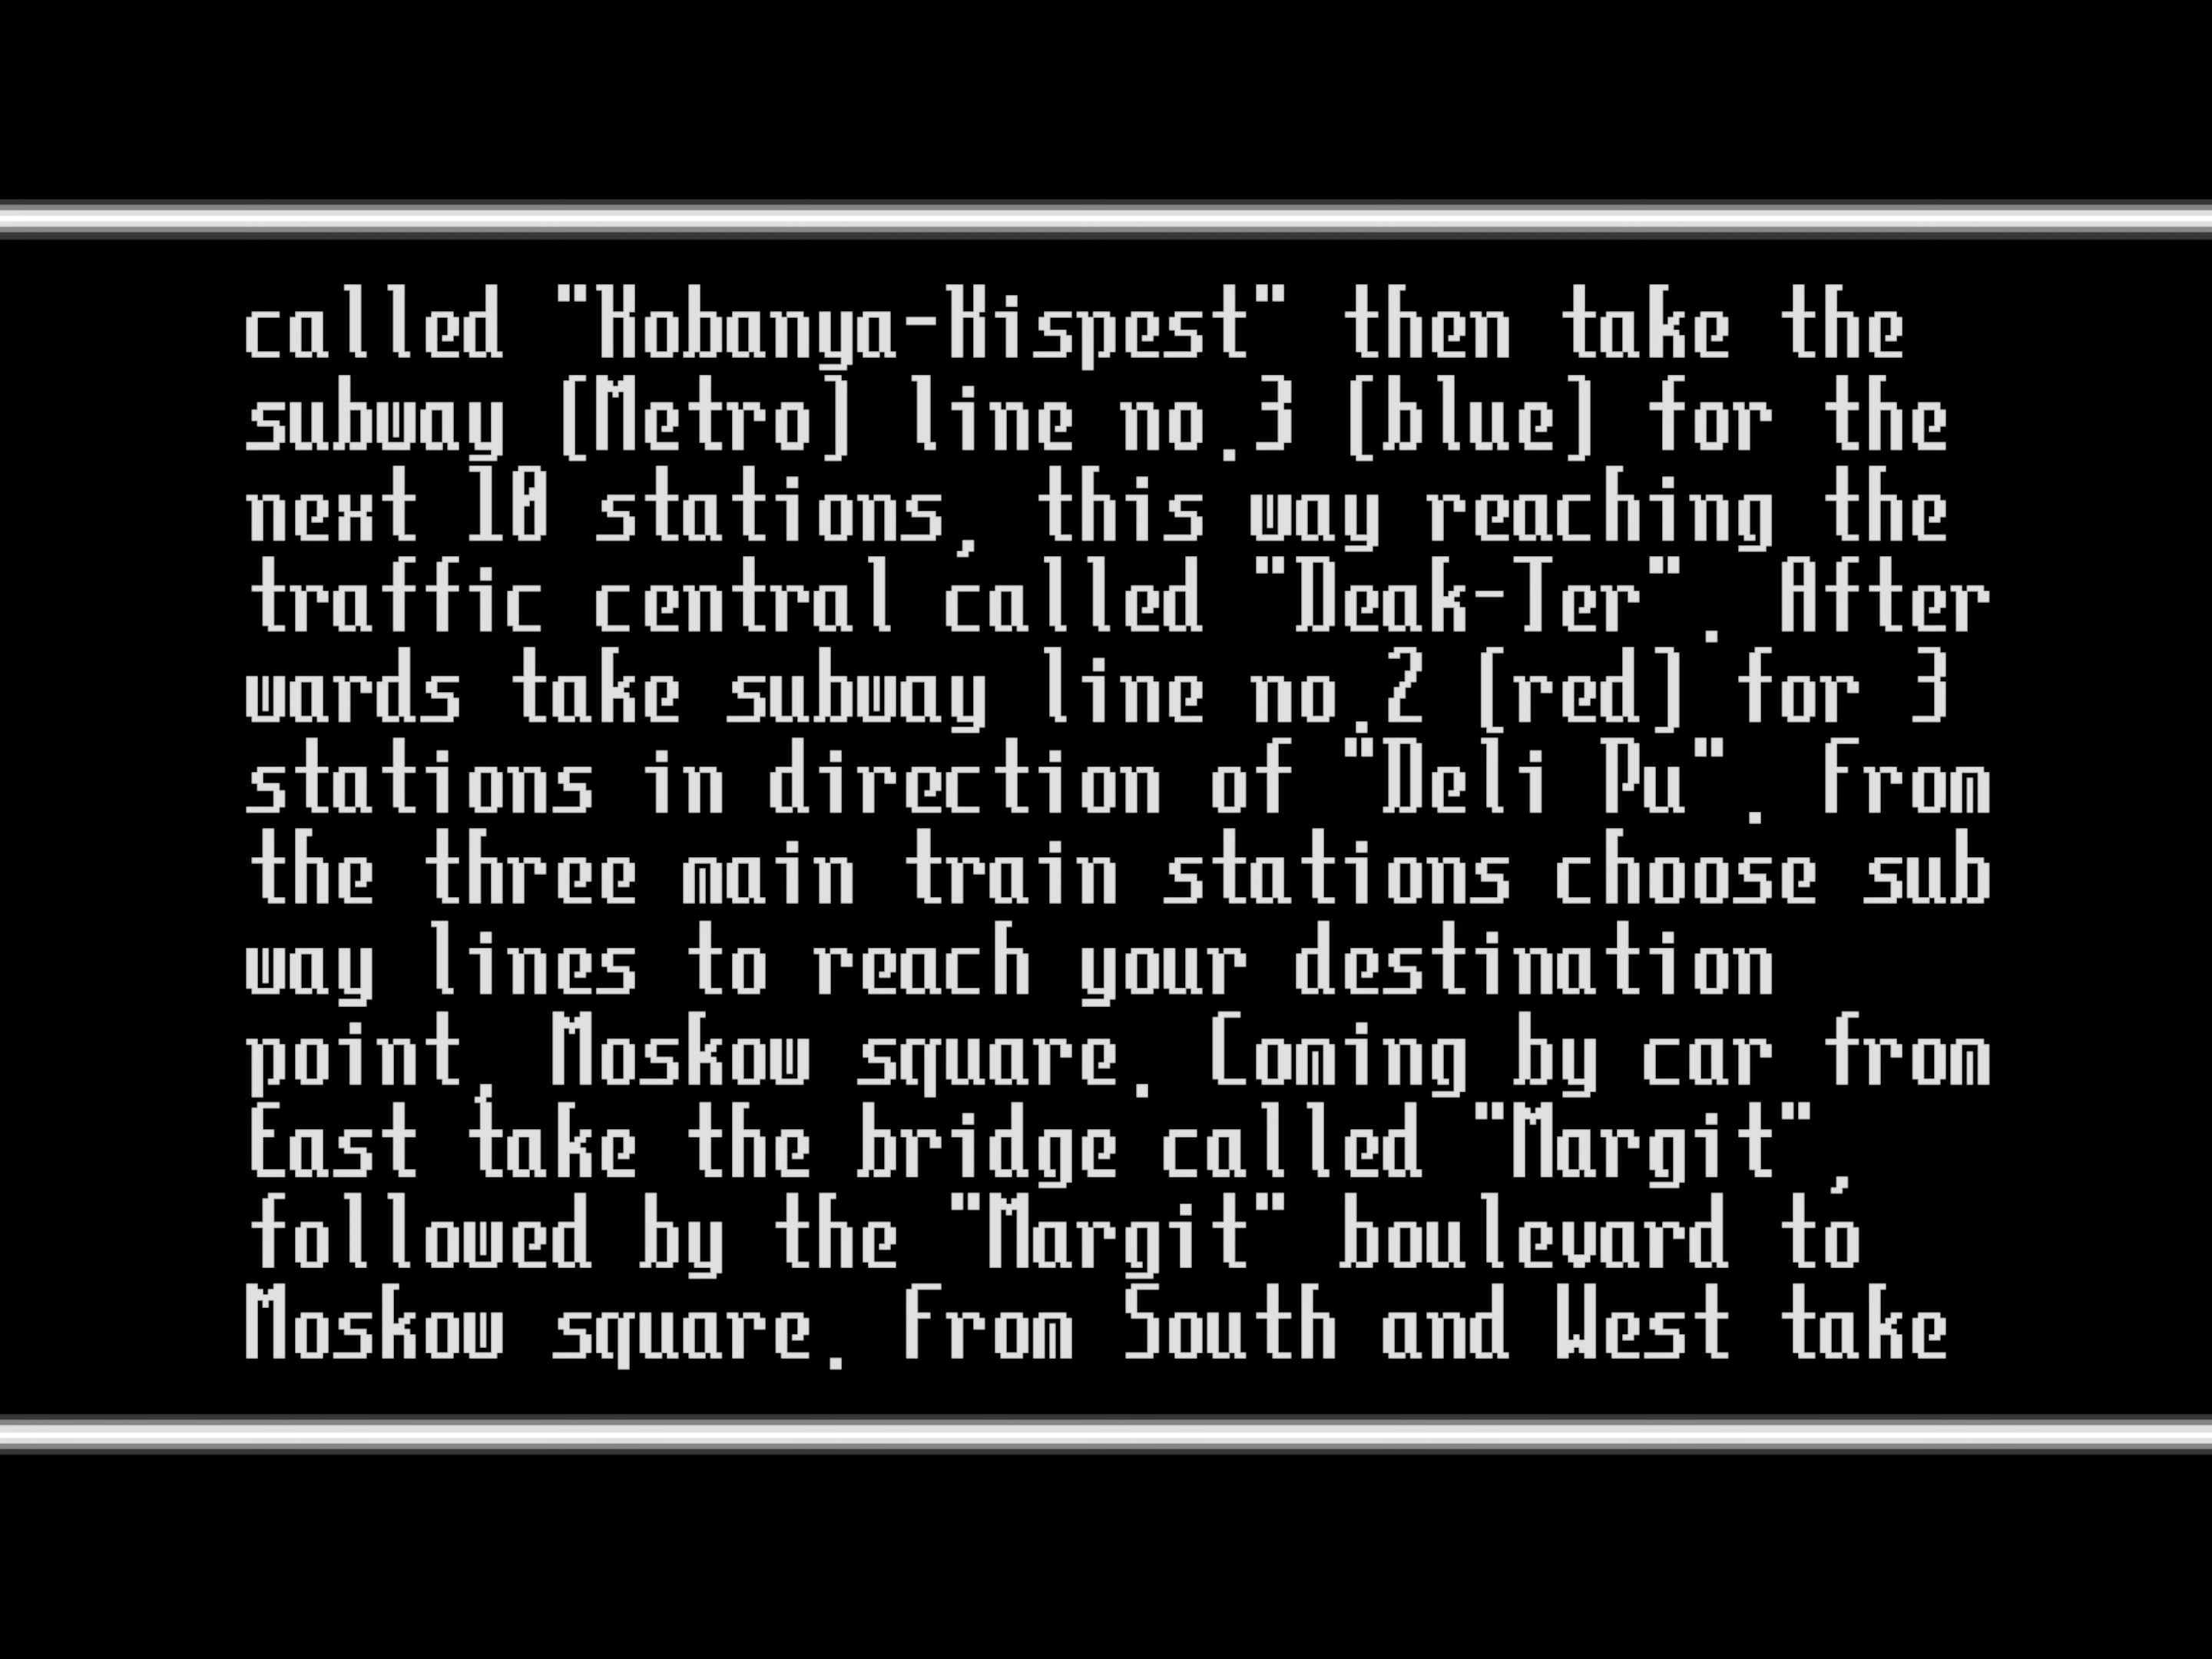 called "Kobanya-Kispest" then take the
subway (Metro) line no.3 (blue) for the
next 10 stations, this way reaching the
traffic central called "Deak-Ter". After
wards take subway line no.2 (red) for 3
stations in direction of "Deli Pu" . From
the three main train stations choose sub
way lines to reach your destination
point, Moskow square. Coming by car from
East take the bridge called "Margit",
followed by the "Margit" boulevard to
Moskow square. From South and West take